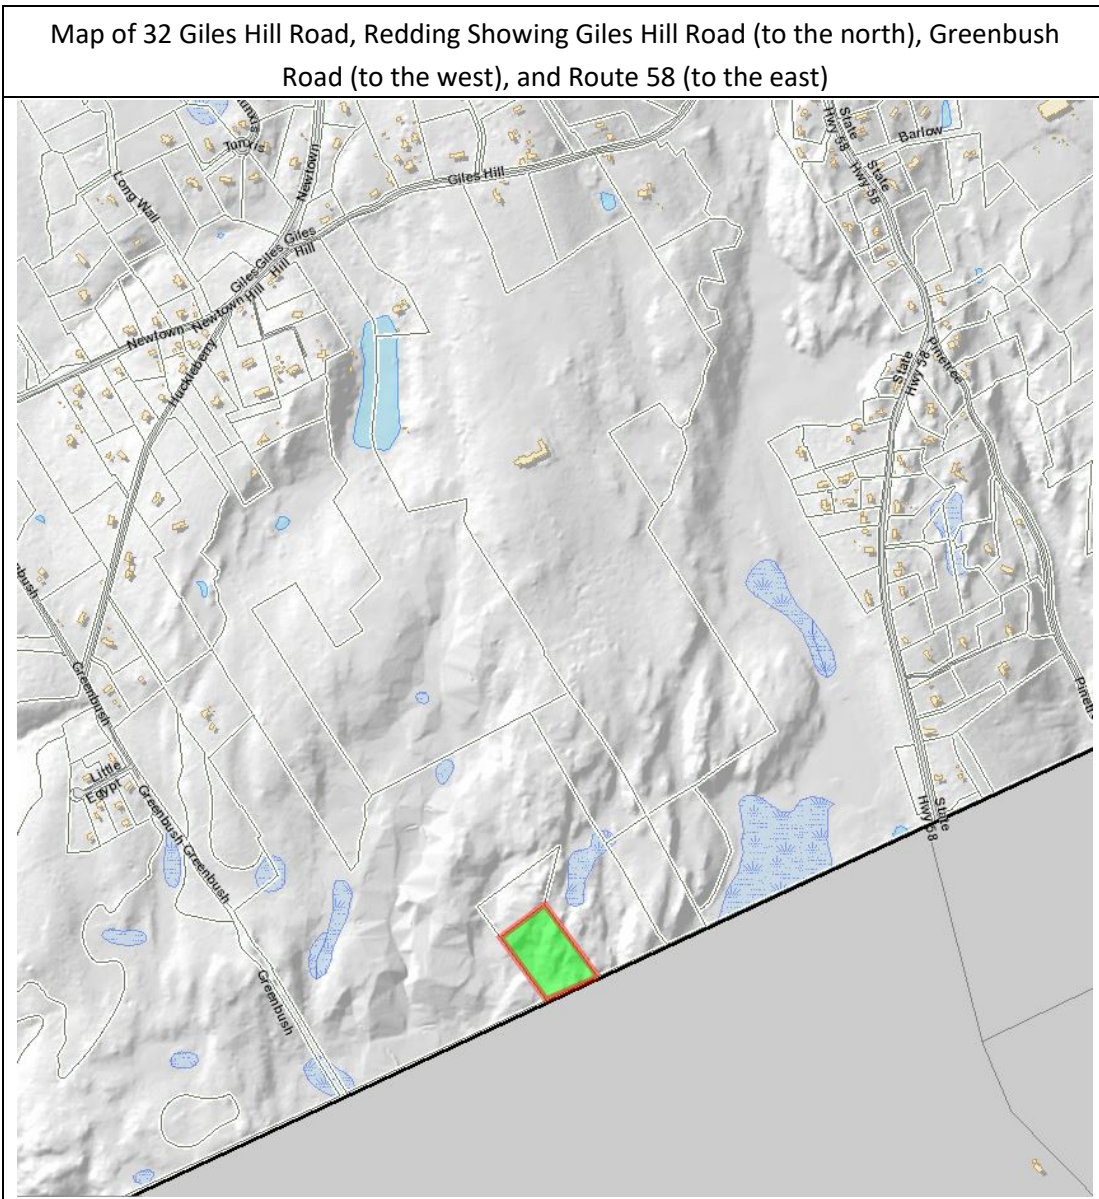 Map of 32 Giles Hill Road, Redding Showing Giles Hill Road (to the north), Greenbush
Road (to the west), and Route 58 (to the east)
Tunxis
Tunxis
Long Wall
Newtown
Giles Hill
State
Hwy 58
State
Hwy 58
Barlow
Giles
Giles
Giles
Hill
Hill
Hill
Newtown
Newtown
Huckleberry
State
Hwy 58
Pinetree
Greenbush
Little
Egypt
Greenbush
Greenbush
Greenbush
State
Hwy 58